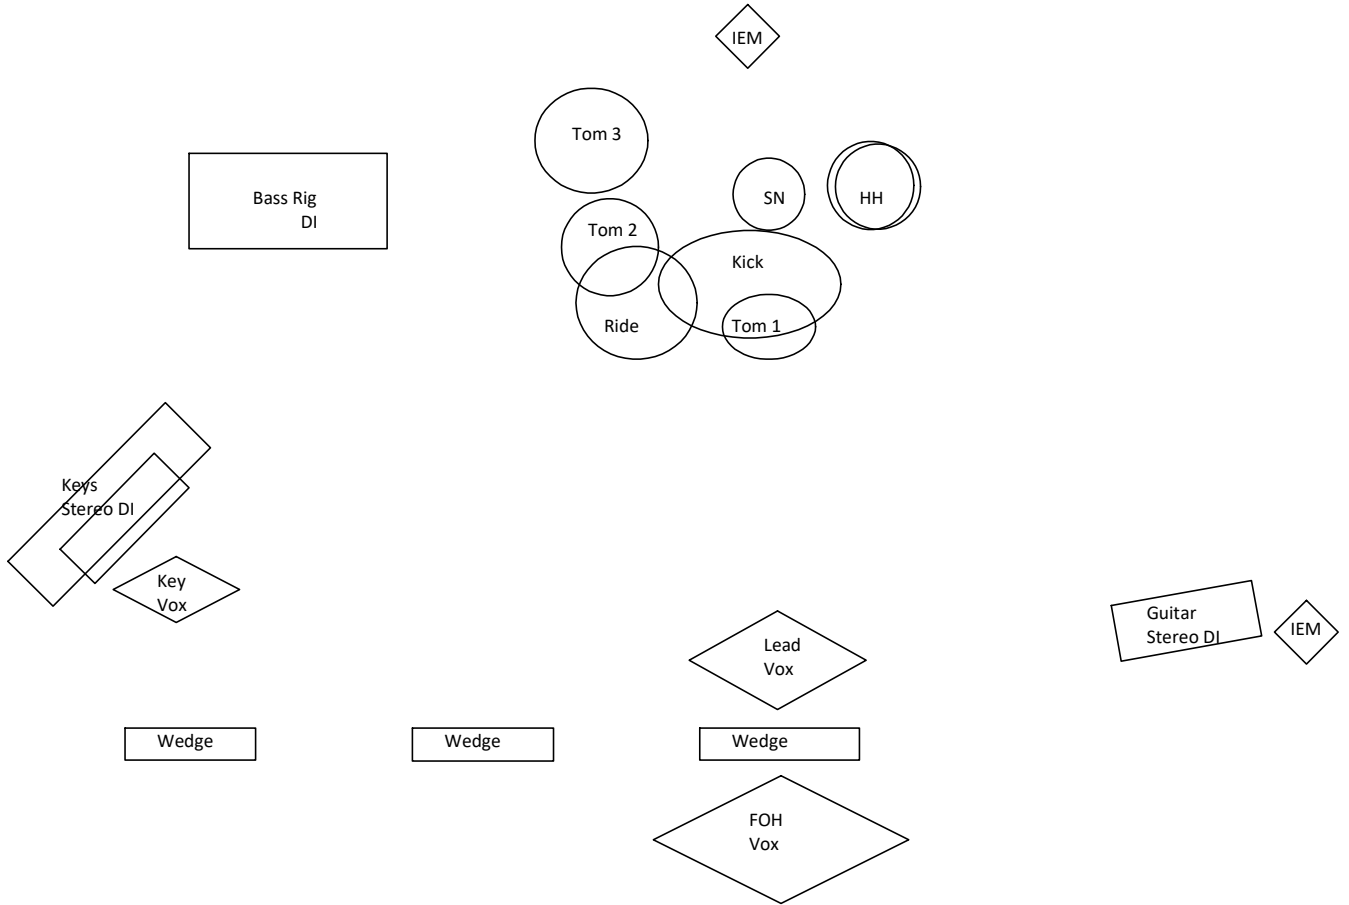 IEM
Tom 3
Bass Rig
DI
SN
HH
Tom 2
Kick
Ride
Tom 1
Keys
Stereo DI
Key
Vox
Guitar
Stereo DI
IEM
Lead
Vox
Wedge
Wedge
Wedge
FOH
Vox